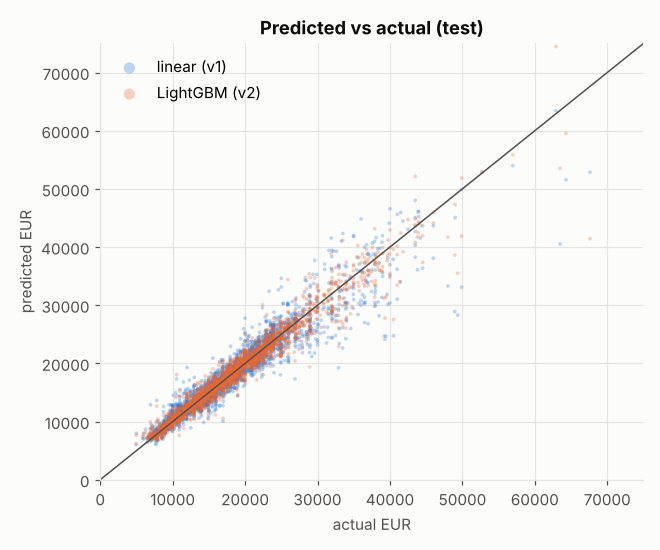 Predicted vs actual (test)
linear (v1)
LightGBM (v2)
70000
60000
50000
40000
30000
20000
10000
0
predicted EUR
0 10000 20000 30000 40000 50000 60000 70000
actual EUR